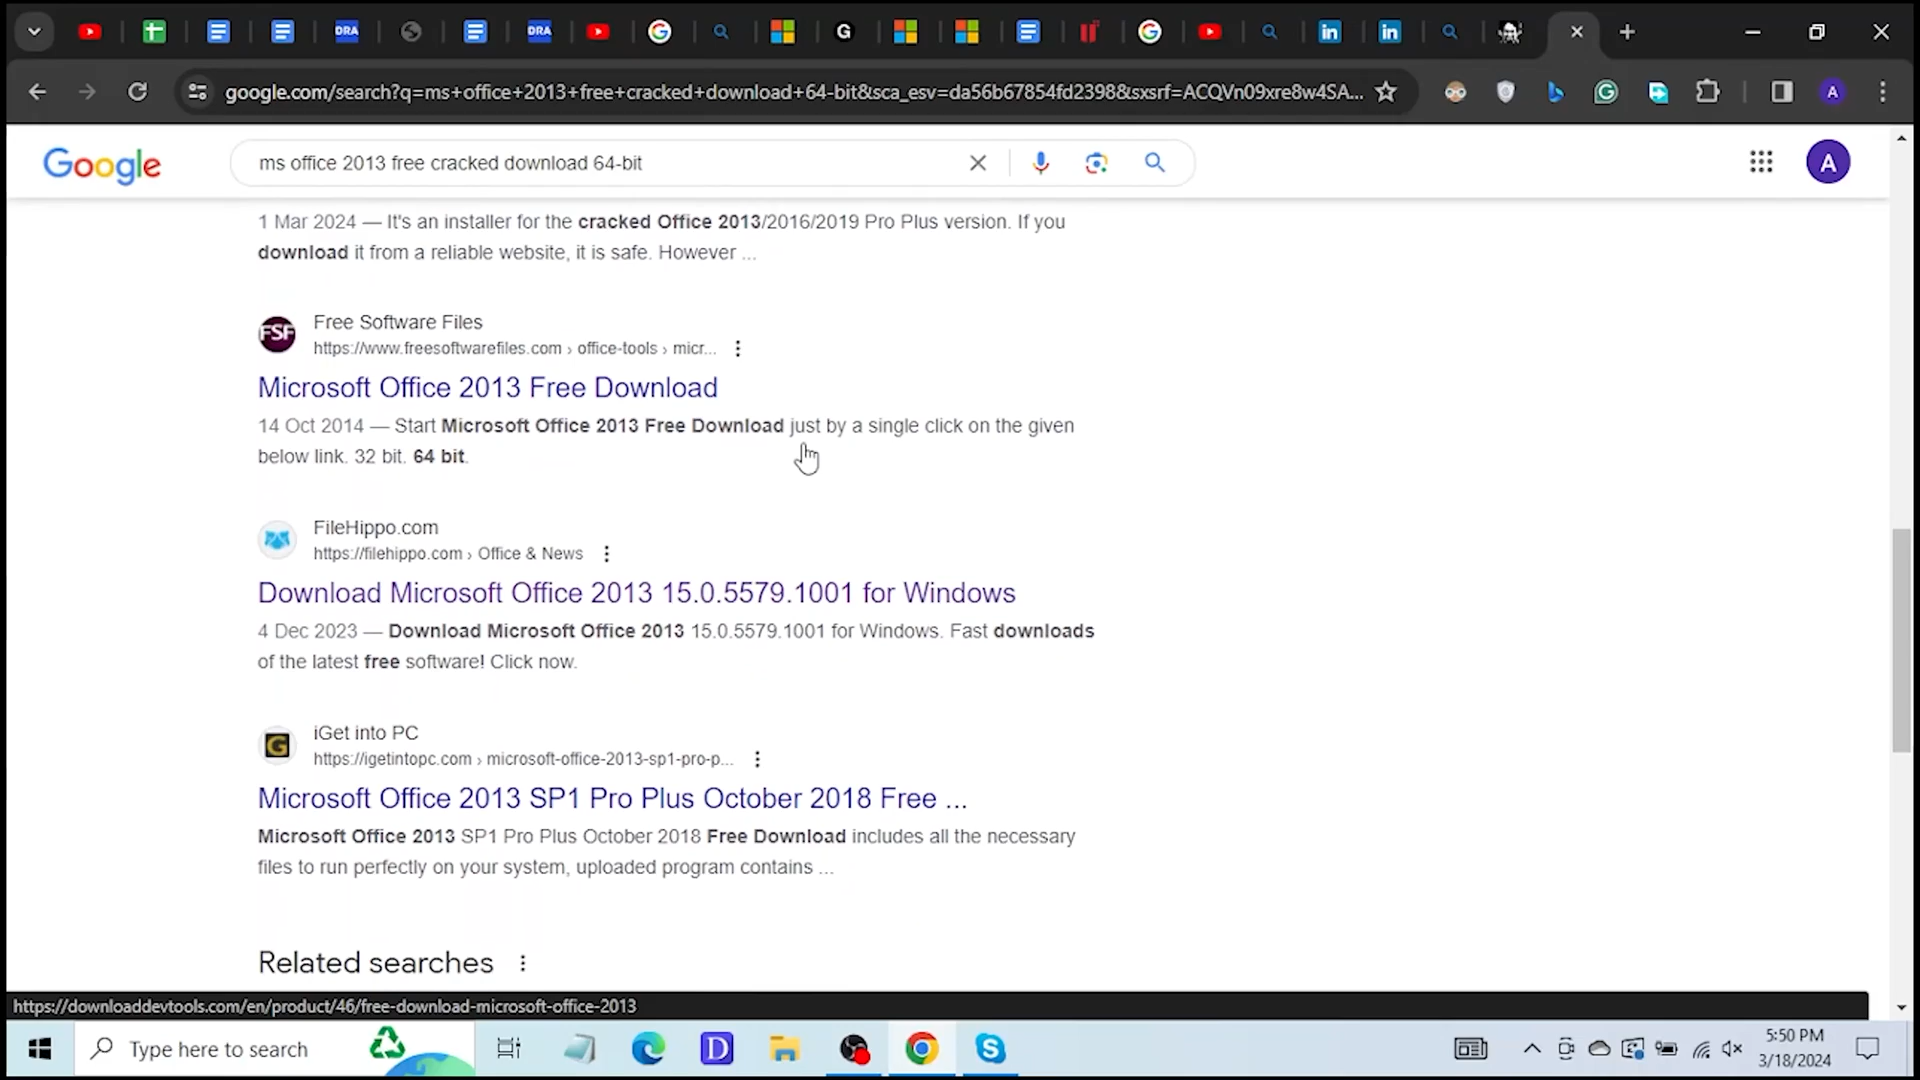 DRA
DRA
G
in
in
google.com/search?q=ms+office+2013+free+cracked+download+64-bit&sca_esv=da56b67854fd2398&sxsrf=ACQVn09xre8w4SA...
A
Google
ms office 2013 free cracked download 64-bit
A
1 Mar 2024 — It's an installer for the cracked Office 2013/2016/2019 Pro Plus version. If you
download it from a reliable website, it is safe. However ...
FSF
Free Software Files
https://www.freesoftwarefiles.com › office-tools › micr...
Microsoft Office 2013 Free Download
14 Oct 2014 — Start Microsoft Office 2013 Free Download just by a single click on the given
below link. 32 bit. 64 bit.
FileHippo.com
https://filehippo.com › Office & News
Download Microsoft Office 2013 15.0.5579.1001 for Windows
4 Dec 2023 — Download Microsoft Office 2013 15.0.5579.1001 for Windows. Fast downloads
of the latest free software! Click now.
G
iGet into PC
https://igetintopc.com › microsoft-office-2013-sp1-pro-p...
Microsoft Office 2013 SP1 Pro Plus October 2018 Free ...
Microsoft Office 2013 SP1 Pro Plus October 2018 Free Download includes all the necessary
files to run perfectly on your system, uploaded program contains ...
Related searches
https://downloaddevtools.com/en/product/46/free-download-microsoft-office-2013
Type here to search
D
S
5:50 PM
3/18/2024